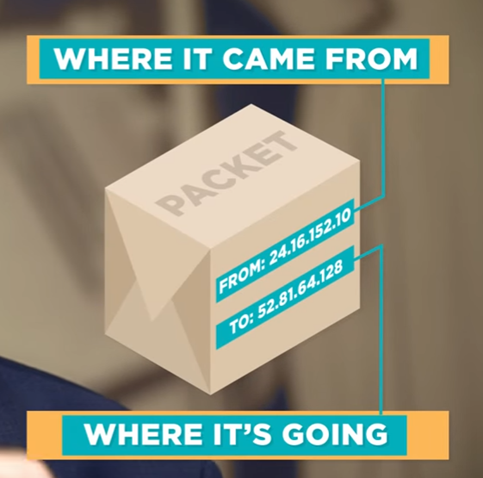 WHERE IT CAME FROM
PACKET
FROM: 24.16.152.10
TO: 52.81.64.128
WHERE IT'S GOING